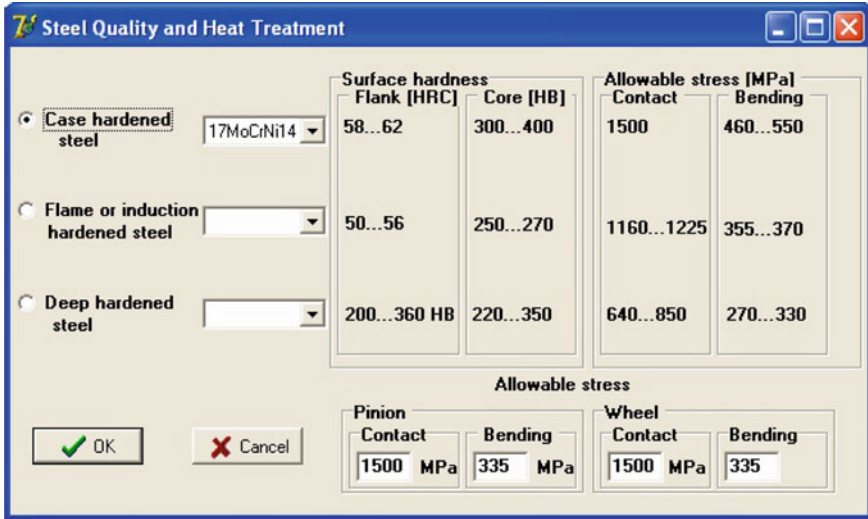 Steel Quality and Heat Treatment
Surface hardness
Allowable stress [MPa]
Flank [HRC] Core [HB] Contact Bending
Case hardened steel 17MoCrNi14 58...62 300...400 1500 460...550
Flame or induction hardened steel 50...56 250...270 1160...1225 355...370
Deep hardened steel 200...360 HB 220...350 640...850 270...330
Allowable stress
Pinion Wheel
Contact Bending Contact Bending
1500 MPa 335 MPa 1500 MPa 335
OK Cancel